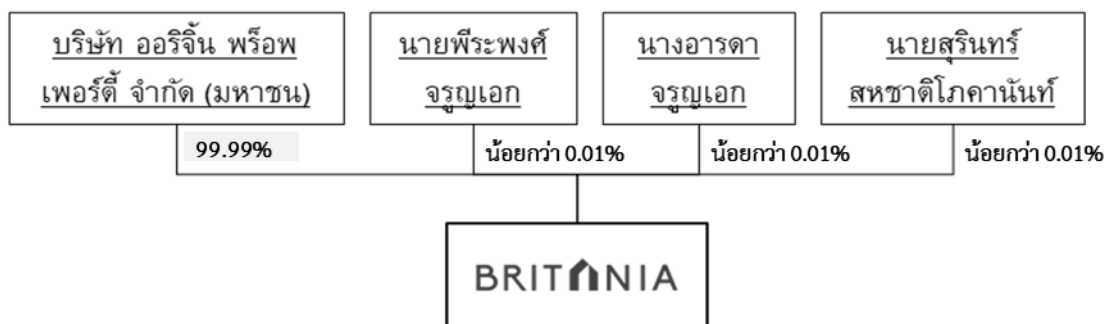 บริษัท ออริจิ้น พร็อพ
เพอร์ตี้ จำกัด (มหาชน)
นายพีระพงศ์
จรูญเอก
นางอารดา
จรูญเอก
นายสุรินทร์
สหชาติโภคานันท์
99.99%
น้อยกว่า 0.01%
น้อยกว่า 0.01%
น้อยกว่า 0.01%
BRITANIA